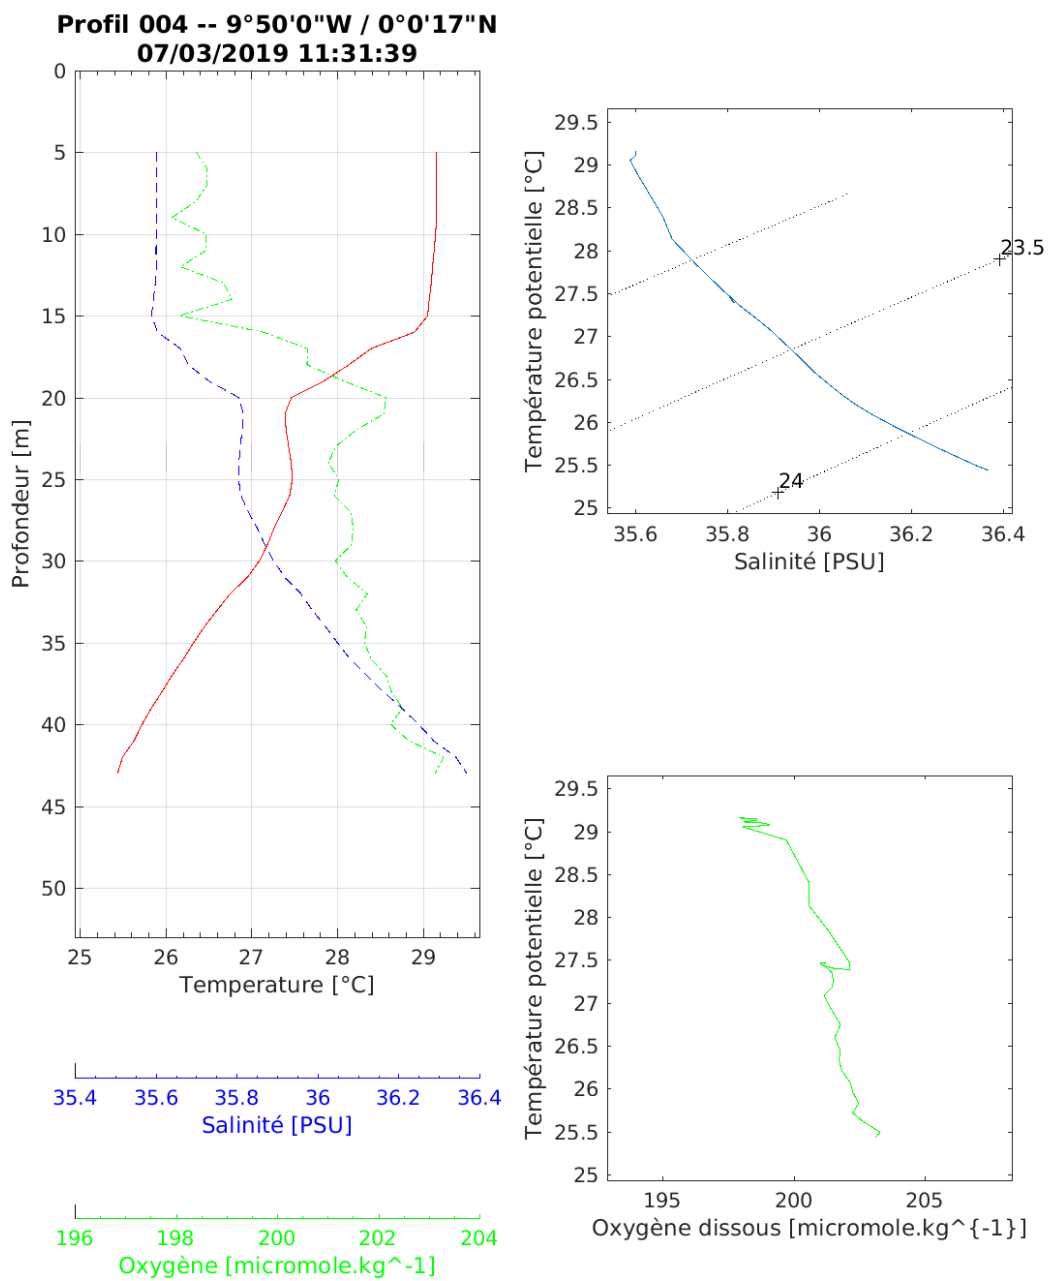 Profil 004 -- 9°50'0"W / 0°0'17"N
07/03/2019 11:31:39
0
5
10
15
20
25
30
35
40
45
50
Profondeur [m]
25 26 27 28 29
Temperature [°C]
35.4 35.6 35.8 36 36.2 36.4
Salinité [PSU]
196 198 200 202 204
Oxygène [micromole.kg^-1]
29.5
29
28.5
28
27.5
27
26.5
26
25.5
25
Température potentielle [°C]
23.5
24
35.6 35.8 36 36.2 36.4
Salinité [PSU]
29.5
29
28.5
28
27.5
27
26.5
26
25.5
25
Température potentielle [°C]
195 200 205
Oxygène dissous [micromole.kg^{-1}]